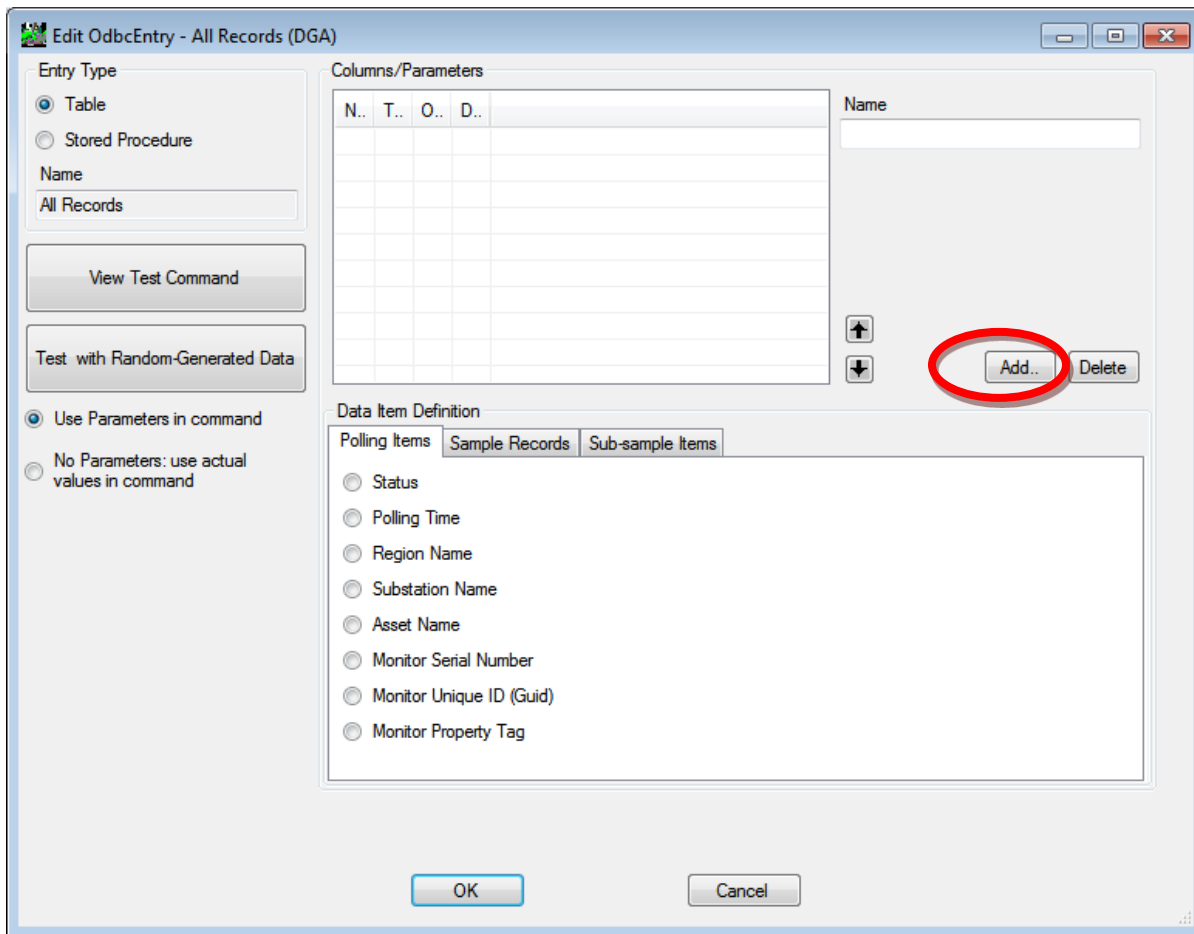 Edit OdbcEntry - All Records (DGA)
Entry Type
Table
Stored Procedure
Name
All Records
View Test Command
Test with Random-Generated Data
Use Parameters in command
No Parameters: use actual
values in command
Columns/Parameters
N.. T.. O.. D..
Name
Add..
Delete
Data Item Definition
Polling Items
Sample Records
Sub-sample Items
Status
Polling Time
Region Name
Substation Name
Asset Name
Monitor Serial Number
Monitor Unique ID (Guid)
Monitor Property Tag
OK
Cancel